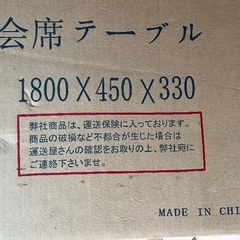 会席テーブル
1800×450×330
弊社商品は、運送保険に入っております。
商品の破損など不都合が生じた場合は
運送屋さんの確認をお取りの上、弊社宛に
ご連絡下さいませ。
MADE IN CHI